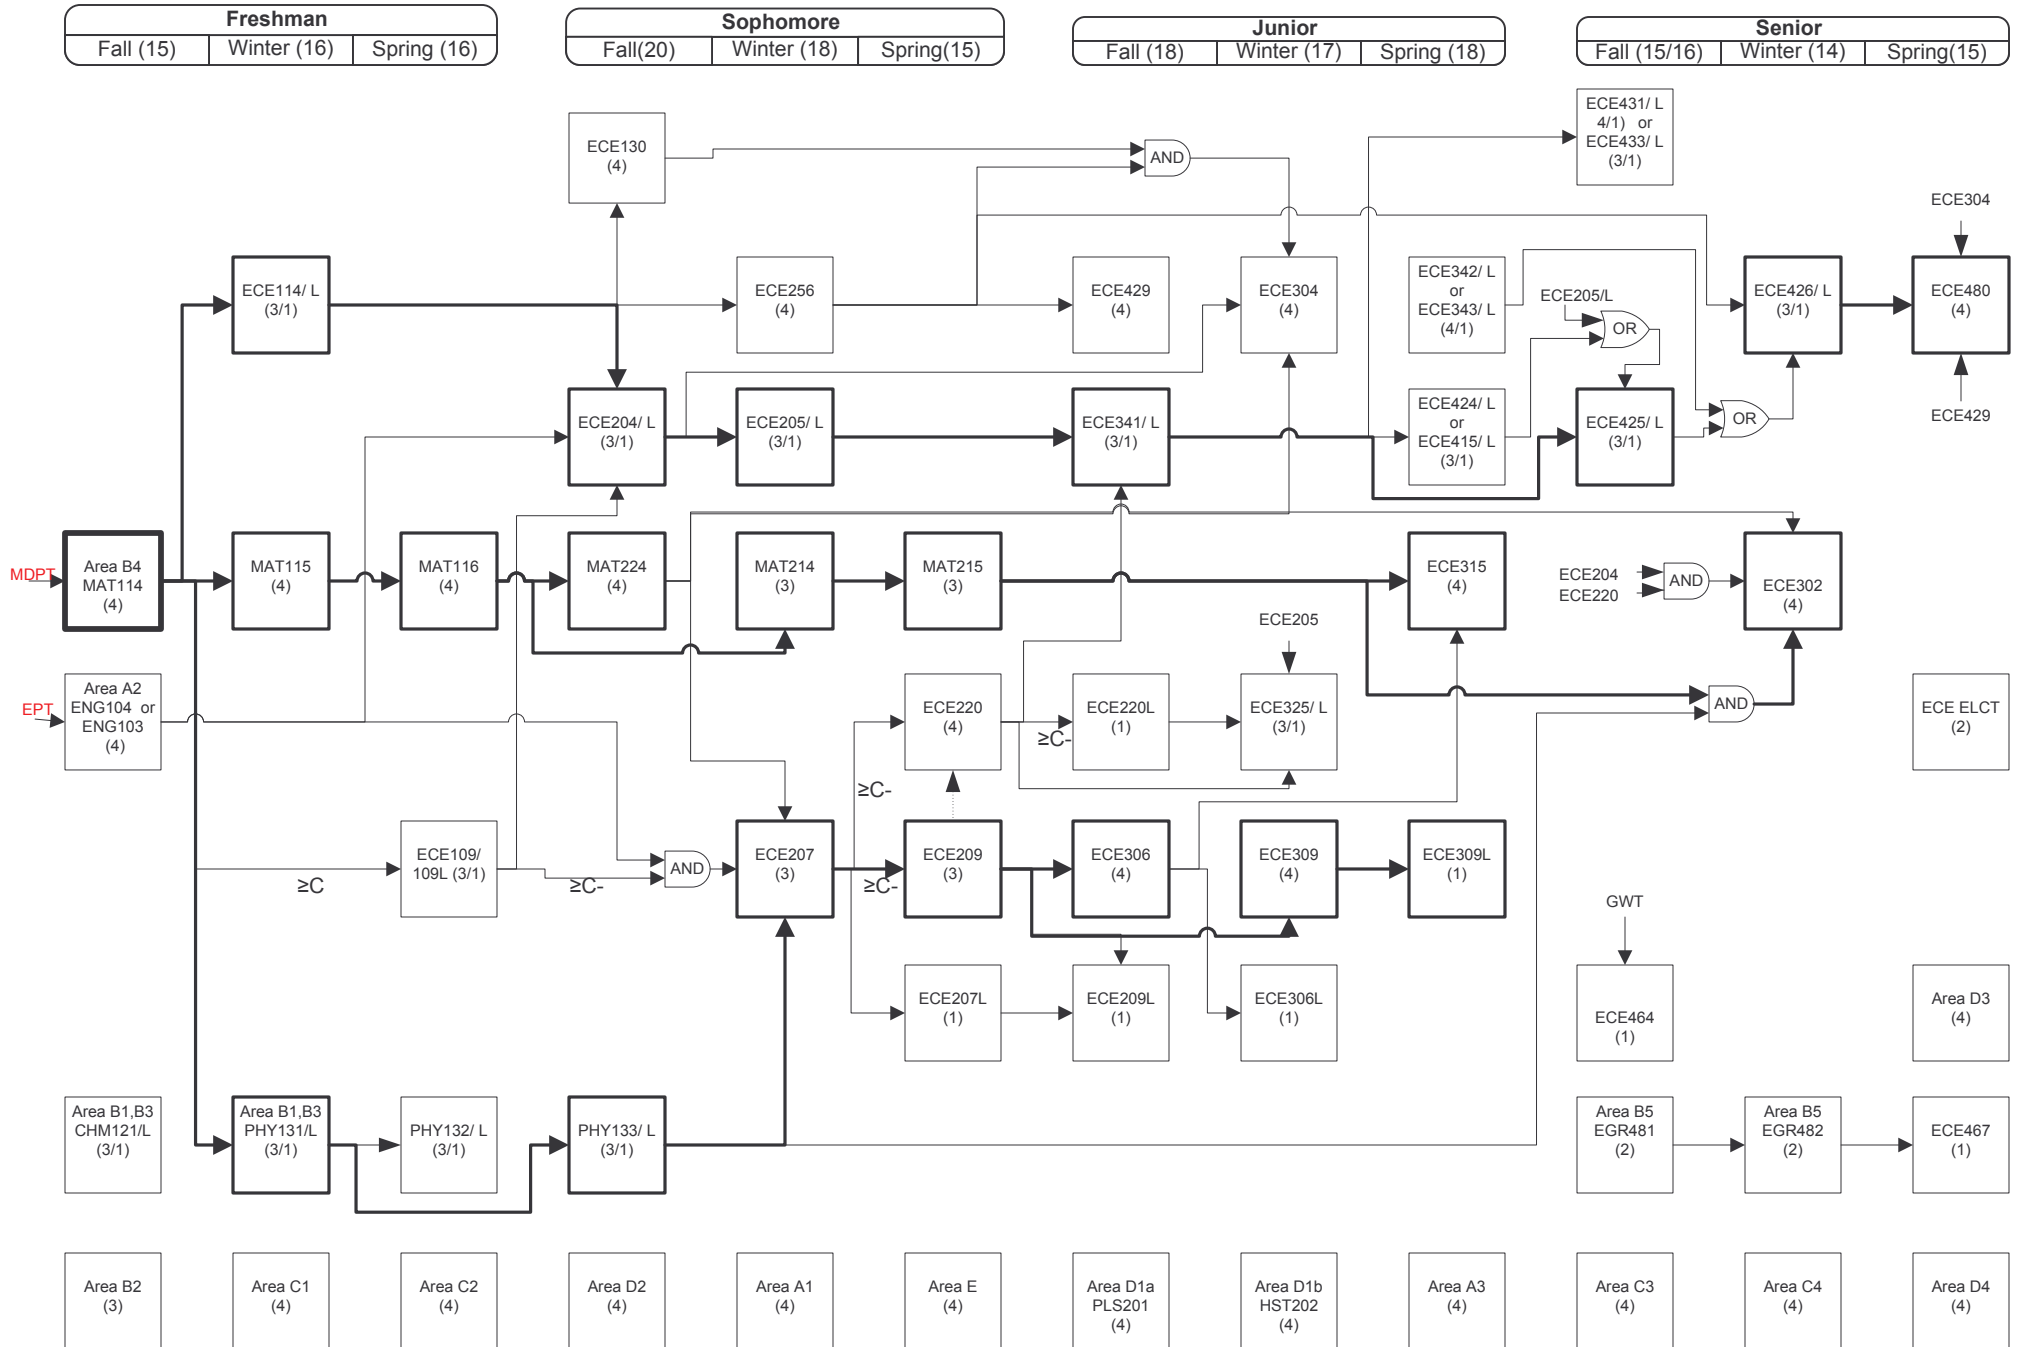 Freshman
Fall (15)
Winter (16)
Spring (16)
Sophomore
Fall(20)
Winter (18)
Spring(15)
Junior
Fall (18)
Winter (17)
Spring (18)
Senior
Fall (15/16)
Winter (14)
Spring(15)
ECE130
(4)
AND
ECE431/ L
4/1) or
ECE433/ L
(3/1)
ECE304
ECE114/ L
(3/1)
ECE256
(4)
ECE429
(4)
ECE304
(4)
ECE342/ L
or
ECE343/ L
(4/1)
ECE205/L
OR
ECE426/ L
(3/1)
ECE480
(4)
ECE204/ L
(3/1)
ECE205/ L
(3/1)
ECE341/ L
(3/1)
ECE424/ L
or
ECE415/ L
(3/1)
ECE425/ L
(3/1)
OR
ECE429
MDPT
Area B4
MAT114
(4)
MAT115
(4)
MAT116
(4)
MAT224
(4)
MAT214
(3)
MAT215
(3)
ECE315
(4)
ECE204
ECE220
AND
ECE302
(4)
ECE205
EPT
Area A2
ENG104 or
ENG103
(4)
ECE220
(4)
≥C-
ECE220L
(1)
ECE325/ L
(3/1)
AND
ECE ELCT
(2)
≥C-
≥C
ECE109/
109L (3/1)
≥C-
AND
ECE207
(3)
≥C-
ECE209
(3)
ECE306
(4)
ECE309
(4)
ECE309L
(1)
GWT
ECE207L
(1)
ECE209L
(1)
ECE306L
(1)
ECE464
(1)
Area D3
(4)
Area B1,B3
CHM121/L
(3/1)
Area B1,B3
PHY131/L
(3/1)
PHY132/ L
(3/1)
PHY133/ L
(3/1)
Area B5
EGR481
(2)
Area B5
EGR482
(2)
ECE467
(1)
Area B2
(3)
Area C1
(4)
Area C2
(4)
Area D2
(4)
Area A1
(4)
Area E
(4)
Area D1a
PLS201
(4)
Area D1b
HST202
(4)
Area A3
(4)
Area C3
(4)
Area C4
(4)
Area D4
(4)